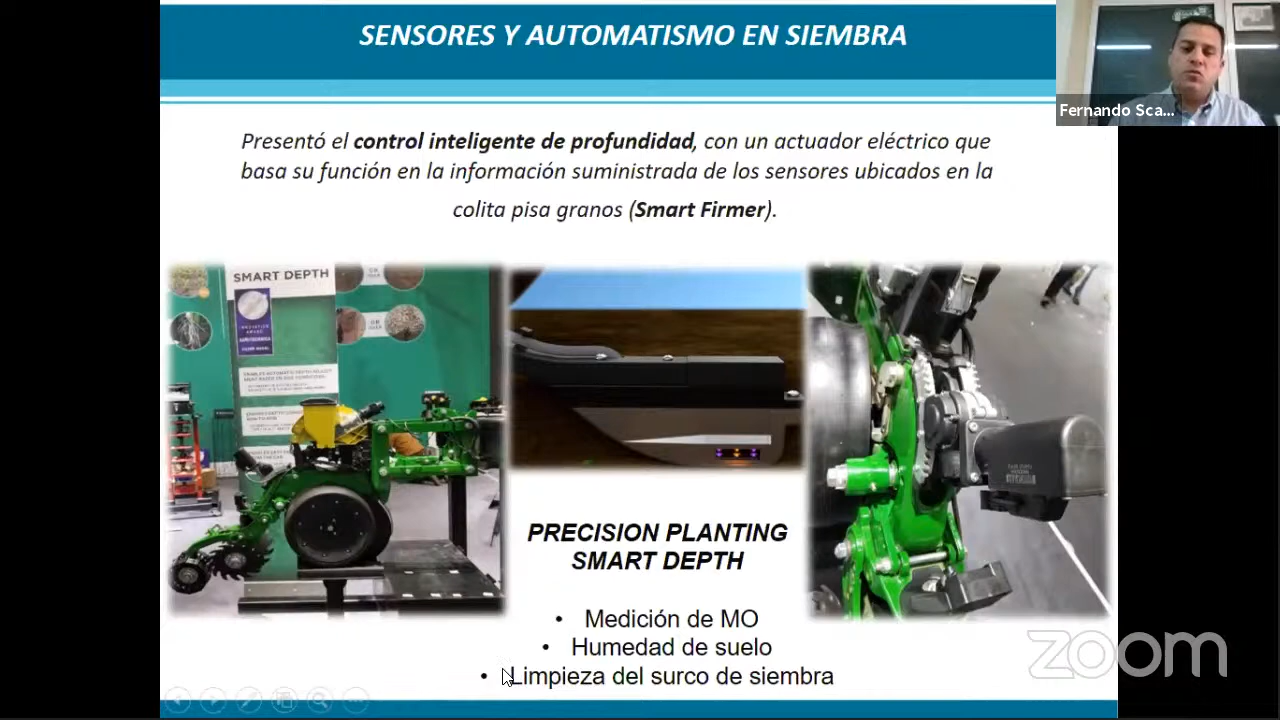 SENSORES Y AUTOMATISMO EN SIEMBRA
Fernando Sca...
Presentó el control inteligente de profundidad, con un actuador eléctrico que
basa su función en la información suministrada de los sensores ubicados en la
colita pisa granos (Smart Firmer).
SMART DEPTH
PRECISION PLANTING
SMART DEPTH
• Medición de MO
• Humedad de suelo
• Limpieza del surco de siembra
zoom